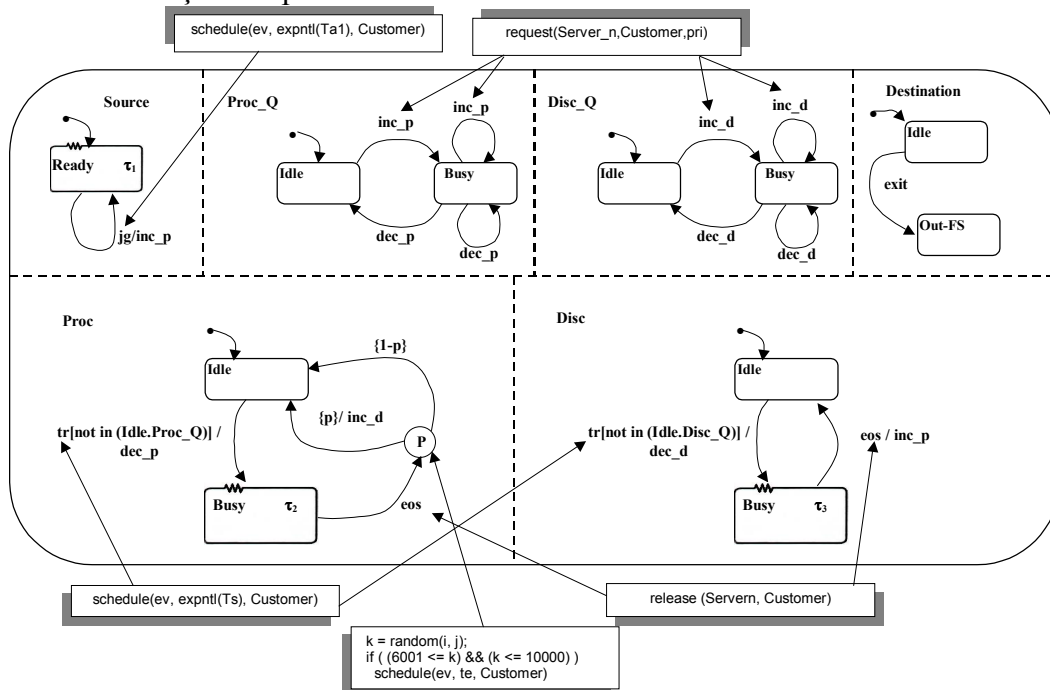 schedule(ev, expntl(Ta1), Customer)
request(Server_n,Customer,pri)
Source
Proc_Q
Disc_Q
Destination
Ready τ1
jg/inc_p
inc_p
inc_p
Idle
Busy
dec_p
dec_p
inc_d
inc_d
Idle
Busy
dec_d
dec_d
Idle
exit
Out-FS
Proc
Idle
{1-p}
{p}/ inc_d
P
tr[not in (Idle.Proc_Q)] /
dec_p
Busy τ2
eos
Disc
Idle
tr[not in (Idle.Disc_Q)] /
dec_d
eos / inc_p
Busy τ3
schedule(ev, expntl(Ts), Customer)
release (Servern, Customer)
k = random(i, j);
if ( (6001 <= k) && (k <= 10000) )
schedule(ev, te, Customer)